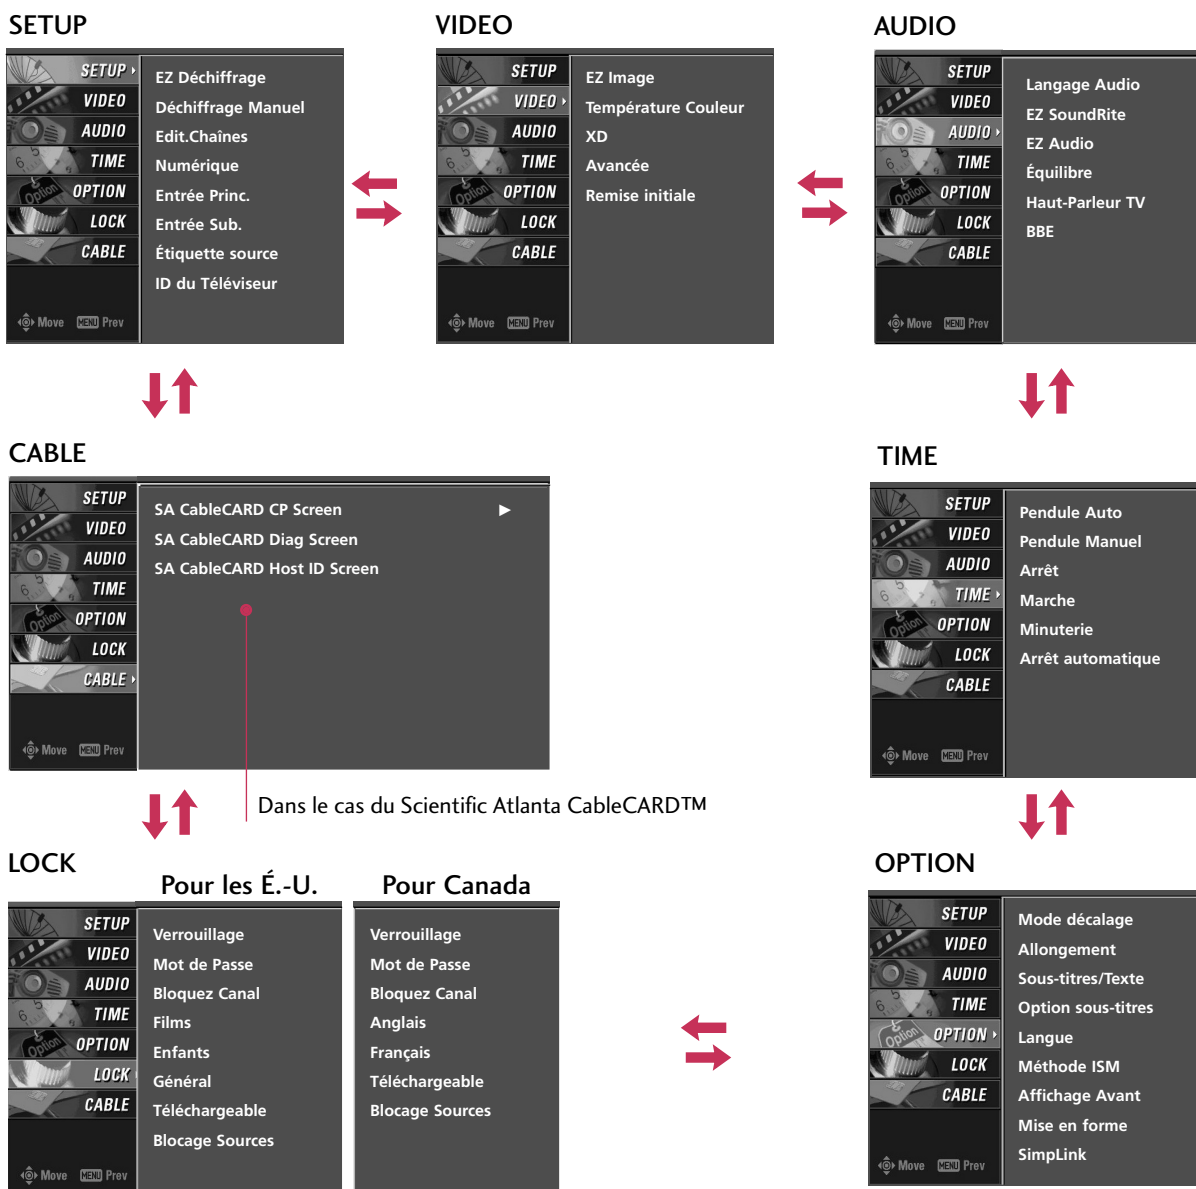 SETUP
SETUP
VIDEO
AUDIO
TIME
OPTION
Option
LOCK
CABLE
Move MENU Prev
EZ Déchiffrage
Déchiffrage Manuel
Edit.Chaînes
Numérique
Entrée Princ.
Entrée Sub.
Étiquette source
ID du Téléviseur
VIDEO
SETUP
VIDEO
AUDIO
TIME
OPTION
Option
LOCK
CABLE
Move MENU Prev
EZ Image
Température Couleur
XD
Avancée
Remise initiale
AUDIO
SETUP
VIDEO
AUDIO
TIME
OPTION
Option
LOCK
CABLE
Move MENU Prev
Langage Audio
EZ SoundRite
EZ Audio
Équilibre
Haut-Parleur TV
BBE
CABLE
SETUP
VIDEO
AUDIO
TIME
OPTION
Option
LOCK
CABLE
Move MENU Prev
SA CableCARD CP Screen
SA CableCARD Diag Screen
SA CableCARD Host ID Screen
Dans le cas du Scientific Atlanta CableCARD™
TIME
SETUP
VIDEO
AUDIO
TIME
OPTION
Option
LOCK
CABLE
Move MENU Prev
Pendule Auto
Pendule Manuel
Arrêt
Marche
Minuterie
Arrêt automatique
LOCK
SETUP
VIDEO
AUDIO
TIME
OPTION
Option
LOCK
CABLE
Move MENU Prev
Pour les É.-U.
Verrouillage
Mot de Passe
Bloquez Canal
Films
Enfants
Général
Téléchargeable
Blocage Sources
Pour Canada
Verrouillage
Mot de Passe
Bloquez Canal
Anglais
Français
Téléchargeable
Blocage Sources
OPTION
SETUP
VIDEO
AUDIO
TIME
OPTION
Option
LOCK
CABLE
Move MENU Prev
Mode décalage
Allongement
Sous-titres/Texte
Option sous-titres
Langue
Méthode ISM
Affichage Avant
Mise en forme
SimpLink